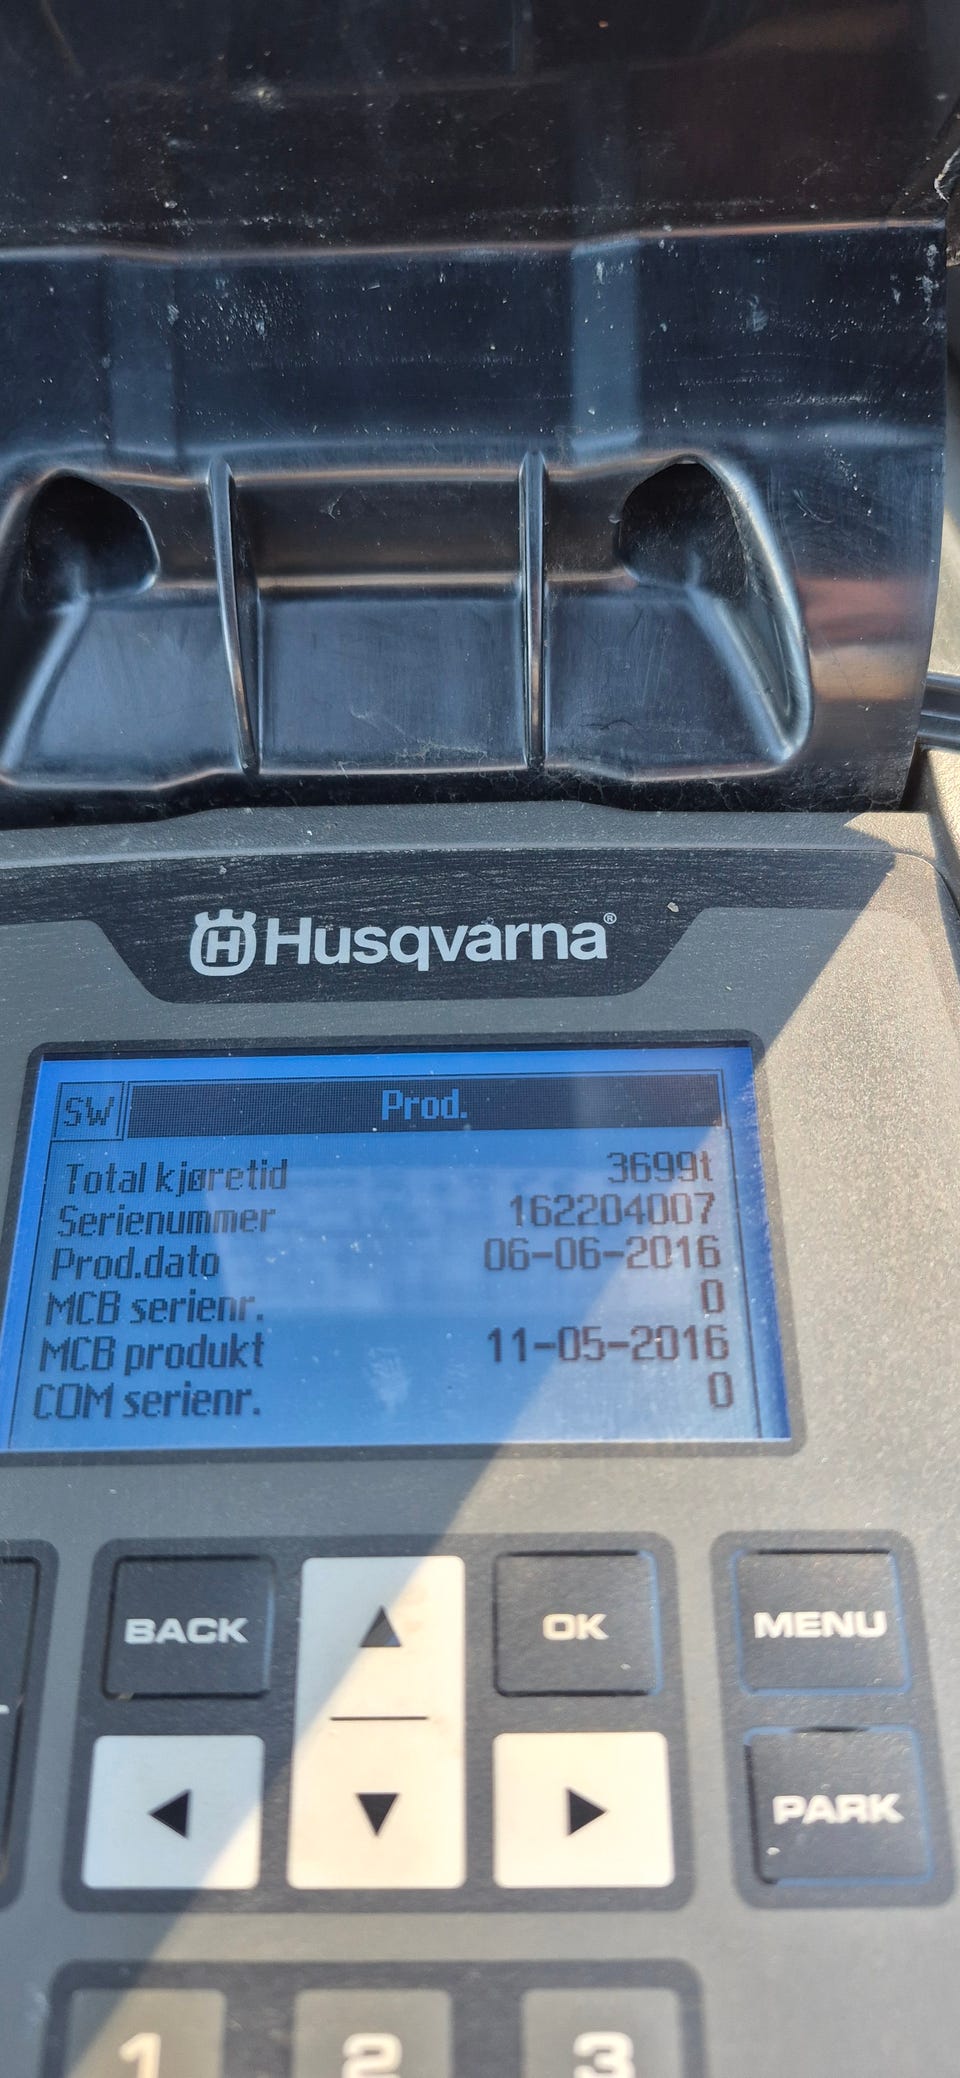 Husqvarna®
SW Prod.
Total kjøretid 3699t
Serienummer 162204007
Prod.dato 06-06-2016
MCB serienr. 0
MCB produkt 11-05-2016
COM serienr. 0
BACK OK MENU
PARK
1 2 3